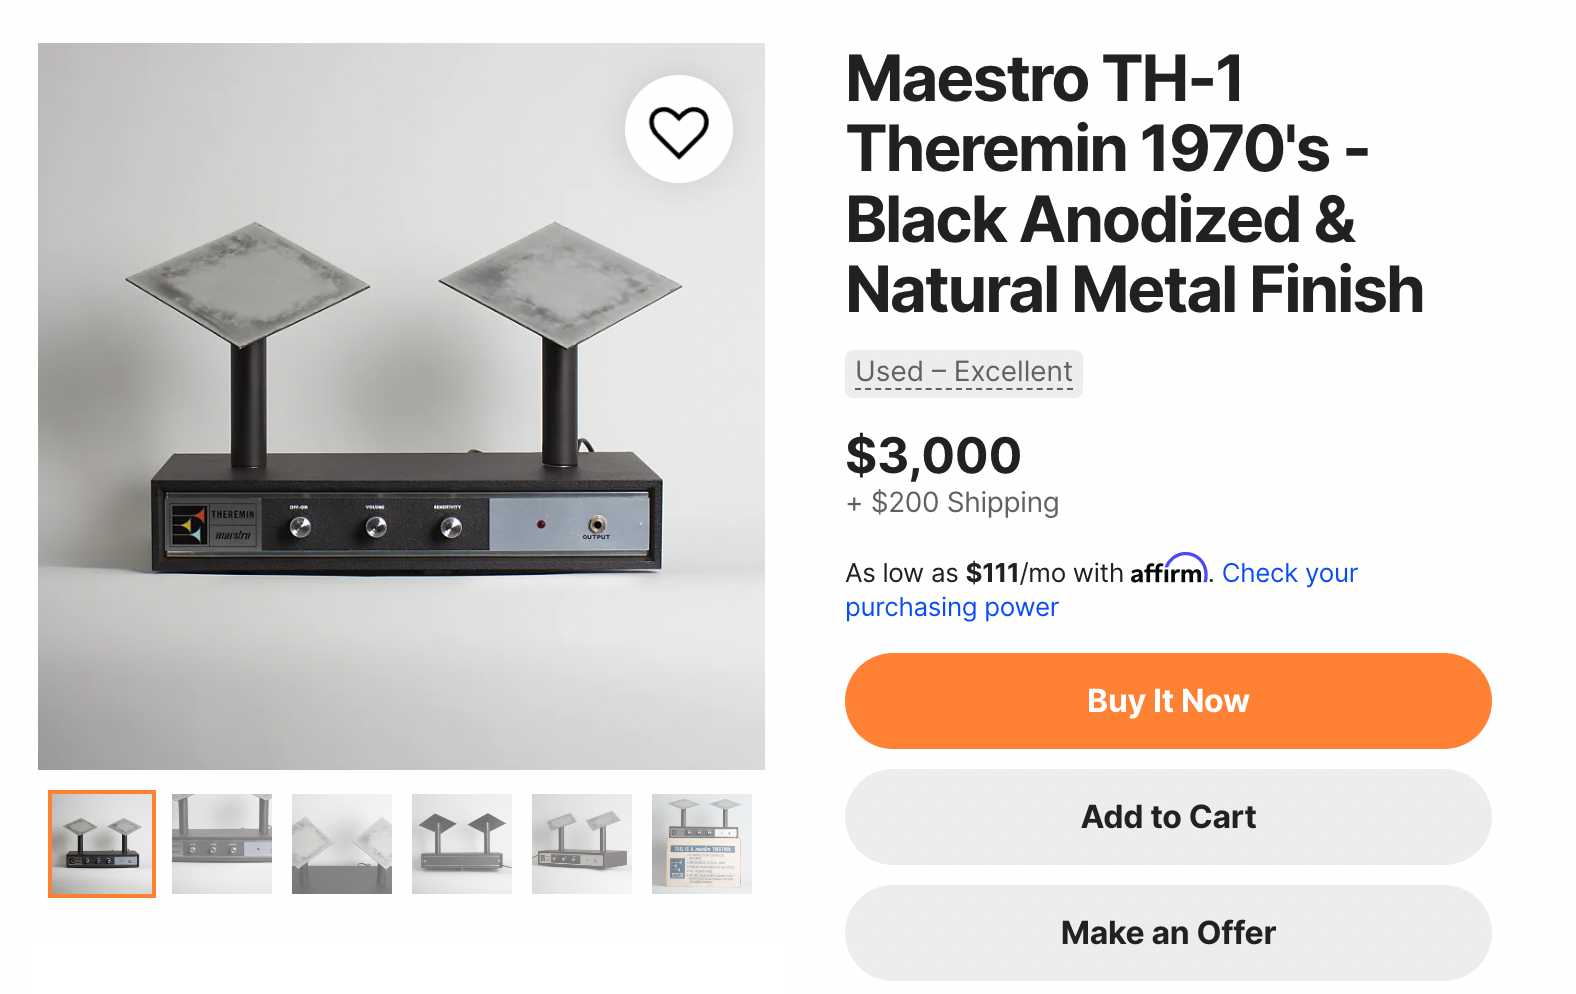 Maestro TH-1
Theremin 1970's -
Black Anodized &
Natural Metal Finish
Used – Excellent
$3,000
+ $200 Shipping
As low as $111/mo with affirm. Check your
purchasing power
Buy It Now
Add to Cart
Make an Offer
THEREMIN
maestro
OFF-ON
VOLUME
SENSITIVITY
OUTPUT